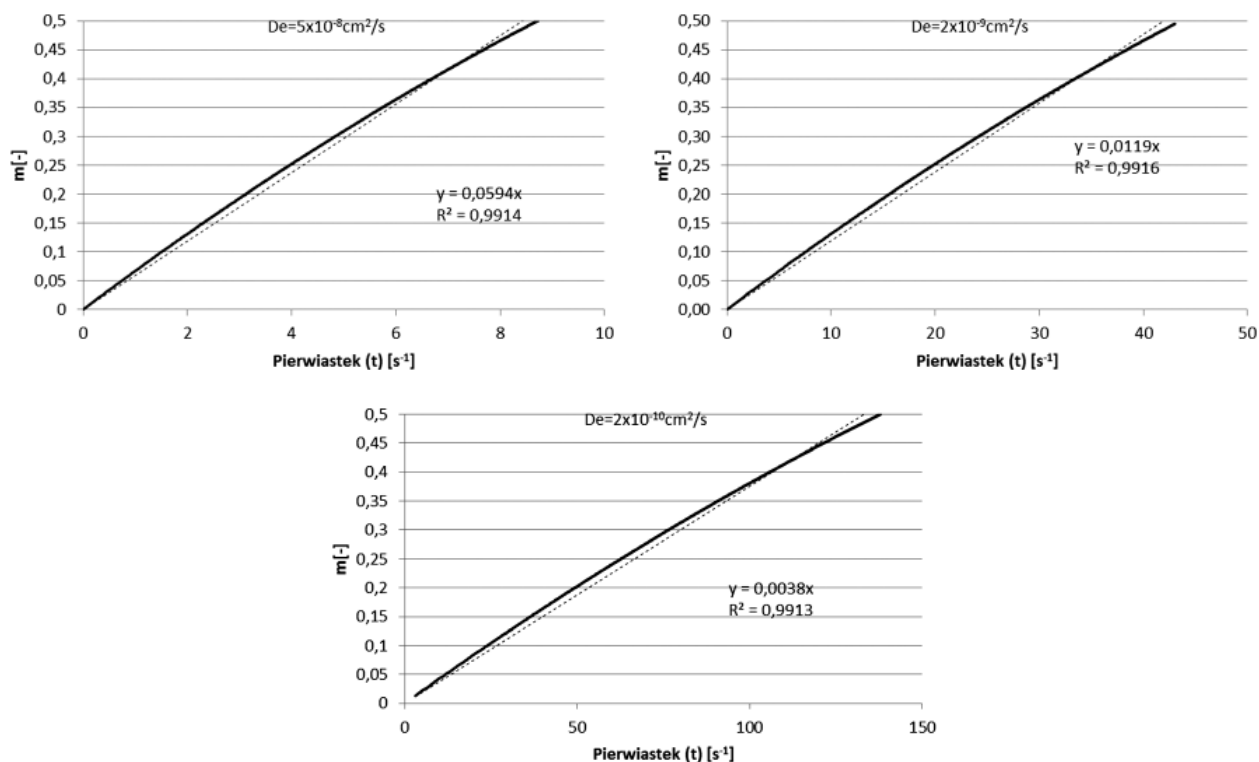 De=5x10⁻⁸cm²/s
0,5
0,45
0,4
0,35
0,3
0,25
0,2
0,15
0,1
0,05
0
m[-]
y = 0,0594x
R² = 0,9914
0 2 4 6 8 10
Pierwiastek (t) [s⁻¹]
De=2x10⁻⁹cm²/s
0,50
0,45
0,40
0,35
0,30
0,25
0,20
0,15
0,10
0,05
0,00
m[-]
y = 0,0119x
R² = 0,9916
0 10 20 30 40 50
Pierwiastek (t) [s⁻¹]
De=2x10⁻¹⁰cm²/s
0,5
0,45
0,4
0,35
0,3
0,25
0,2
0,15
0,1
0,05
0
m[-]
y = 0,0038x
R² = 0,9913
0 50 100 150
Pierwiastek (t) [s⁻¹]